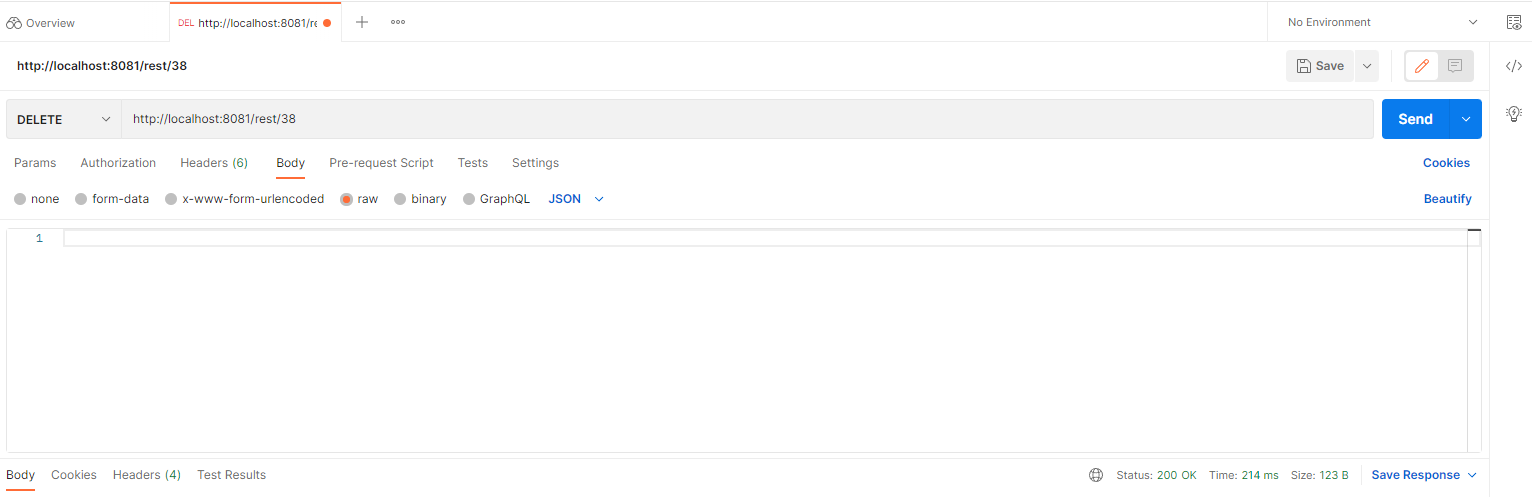 Overview
DEL http://localhost:8081/re
No Environment
http://localhost:8081/rest/38
Save
DELETE http://localhost:8081/rest/38
Send
Params Authorization Headers (6) Body Pre-request Script Tests Settings Cookies
none form-data x-www-form-urlencoded raw binary GraphQL JSON Beautify
1
Body Cookies Headers (4) Test Results Status: 200 OK Time: 214 ms Size: 123 B Save Response